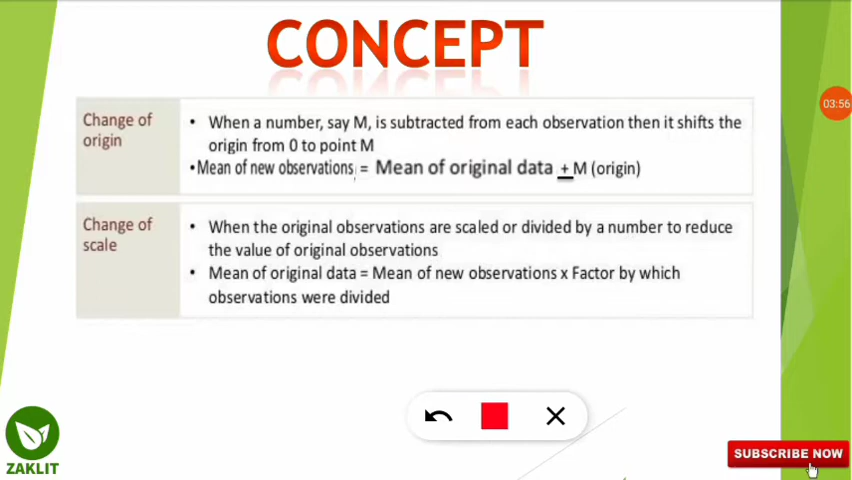 CONCEPT
03:56
Change of
origin
• When a number, say M, is subtracted from each observation then it shifts the
origin from 0 to point M
•Mean of new observations = Mean of original data ± M (origin)
Change of
scale
• When the original observations are scaled or divided by a number to reduce
the value of original observations
• Mean of original data = Mean of new observations x Factor by which
observations were divided
ZAKLIT
SUBSCRIBE NOW